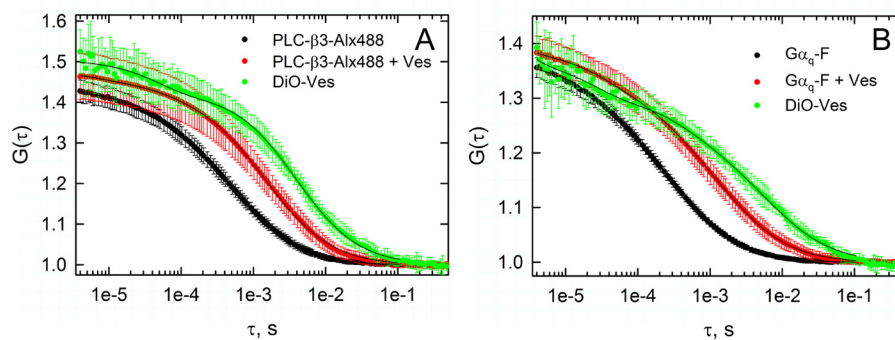 A
PLC-β3-Alx488
PLC-β3-Alx488 + Ves
DiO-Ves
G(τ)
1.6
1.5
1.4
1.3
1.2
1.1
1.0
1e-5 1e-4 1e-3 1e-2 1e-1
τ, s
B
Gαq-F
Gαq-F + Ves
DiO-Ves
G(τ)
1.4
1.3
1.2
1.1
1.0
1e-5 1e-4 1e-3 1e-2 1e-1
τ, s